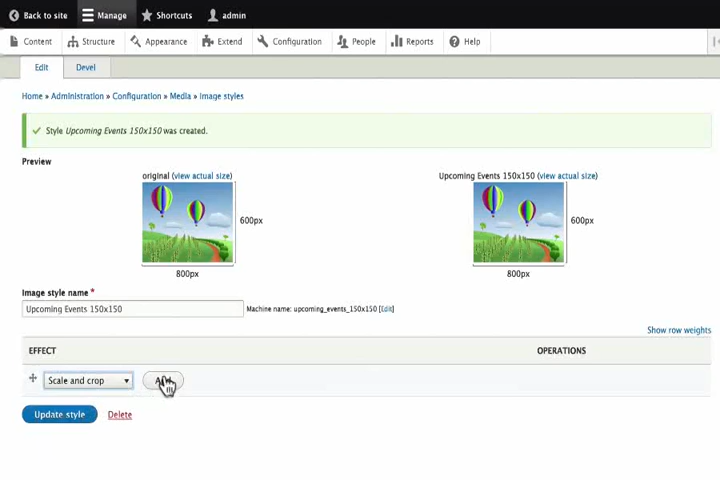 Back to site Manage Shortcuts admin
Content Structure Appearance Extend Configuration People Reports Help
Edit Devel
Home » Administration » Configuration » Media » Image styles
Style Upcoming Events 150x150 was created.
Preview
original (view actual size) Upcoming Events 150x150 (view actual size)
600px 600px
800px 800px
Image style name *
Upcoming Events 150x150 Machine name: upcoming_events_150x150 [Edit]
Show row weights
EFFECT OPERATIONS
Scale and crop
Update style Delete